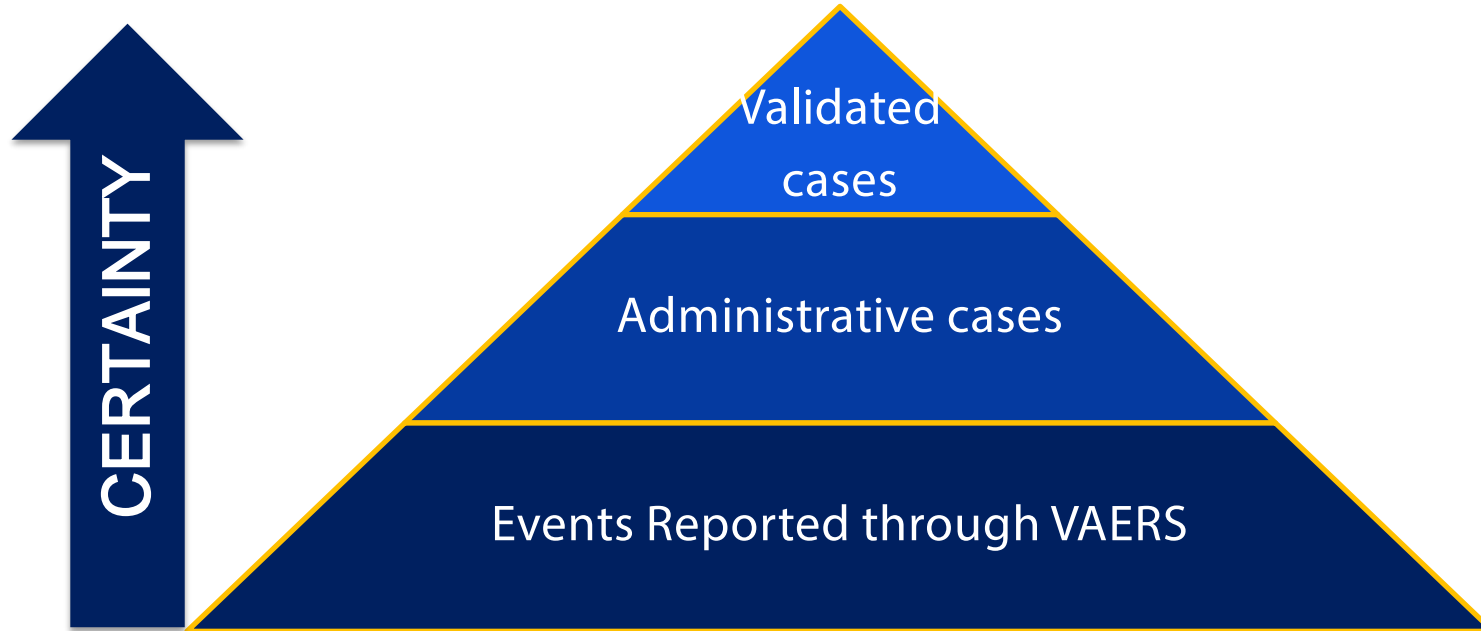 CERTAINTY
Validated
cases
Administrative cases
Events Reported through VAERS